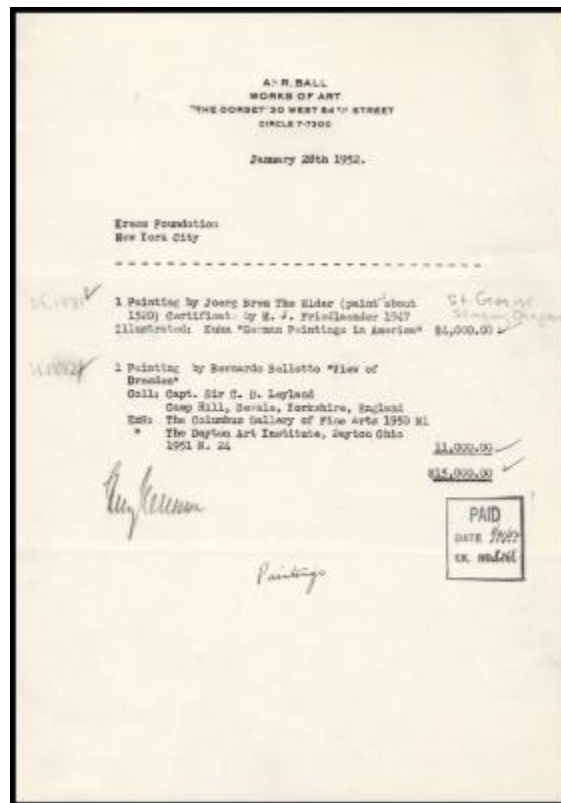 A. R. BALL
WORKS OF ART
"THE DORSET" 30 WEST 54TH STREET
CIRCLE 7-7300
January 28th 1952.
Kress Foundation
New York City
1 Painting by Joerg Breu The Elder (paint about
1520) Certificat by M. J. Friedlaender 1947
Illustrated: Kuhn "German Paintings in America" $4,000.00
St. George
1 Painting by Bernardo Bellotto "View of
Dresden"
Coll: Capt. Sir C. D. Leyland
Camp Hill, Bevale, Yorkshire, England
Exh: The Columbus Gallery of Fine Arts 1950 N1
" The Dayton Art Institute, Dayton Ohio
1951 N. 24 11,000.00
$15,000.00
PAID
DATE
CK. NO.
Paintings